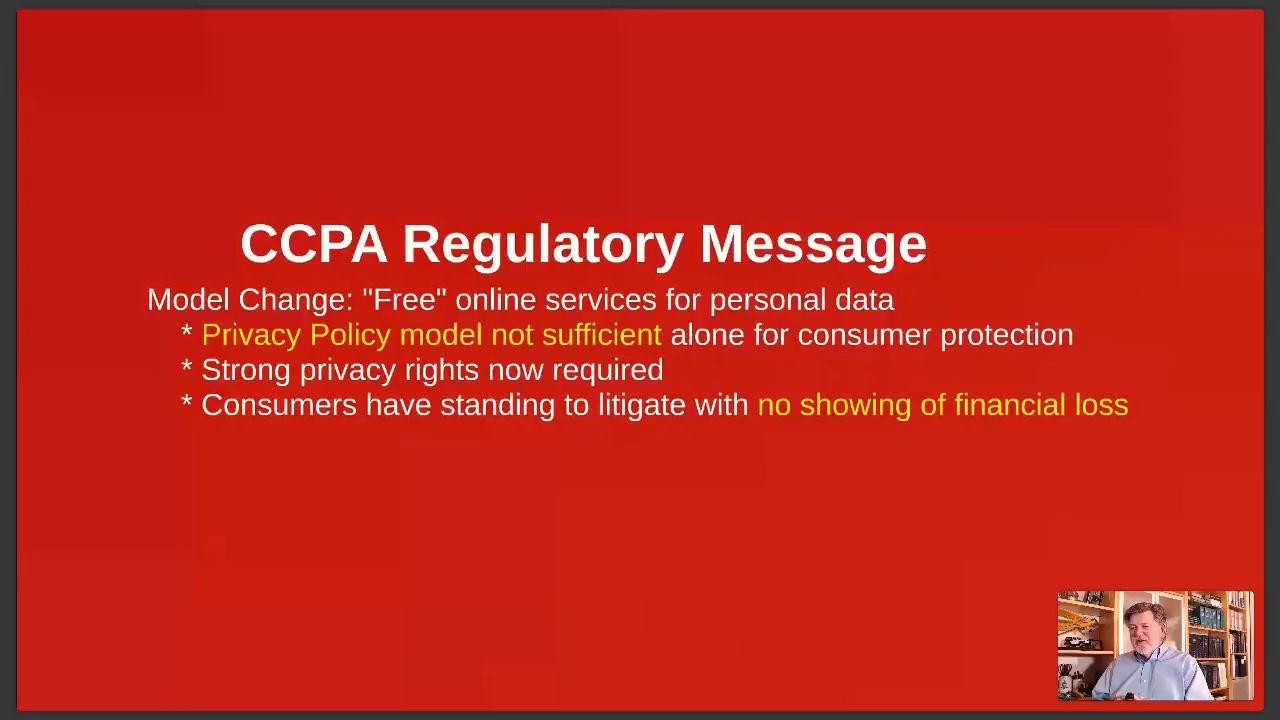 CCPA Regulatory Message
Model Change: "Free" online services for personal data
* Privacy Policy model not sufficient alone for consumer protection
* Strong privacy rights now required
* Consumers have standing to litigate with no showing of financial loss